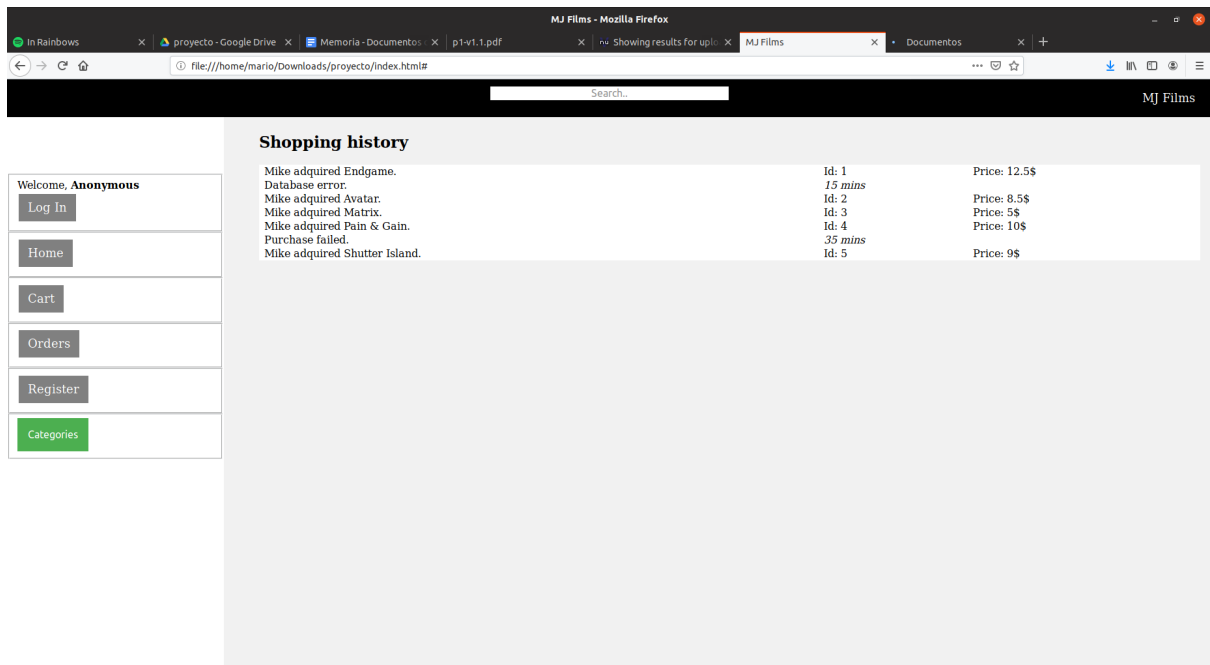 MJ Films - Mozilla Firefox
In Rainbows
proyecto - Google Drive
Memoria - Documentos
p1-v1.1.pdf
Showing results for uplo
MJ Films
Documentos
file:///home/mario/Downloads/proyecto/index.html#
Search..
MJ Films
Shopping history
Mike adquired Endgame. Id: 1 Price: 12.5$
Database error. 15 mins
Mike adquired Avatar. Id: 2 Price: 8.5$
Mike adquired Matrix. Id: 3 Price: 5$
Mike adquired Pain & Gain. Id: 4 Price: 10$
Purchase failed. 35 mins
Mike adquired Shutter Island. Id: 5 Price: 9$
Welcome, Anonymous
Log In
Home
Cart
Orders
Register
Categories